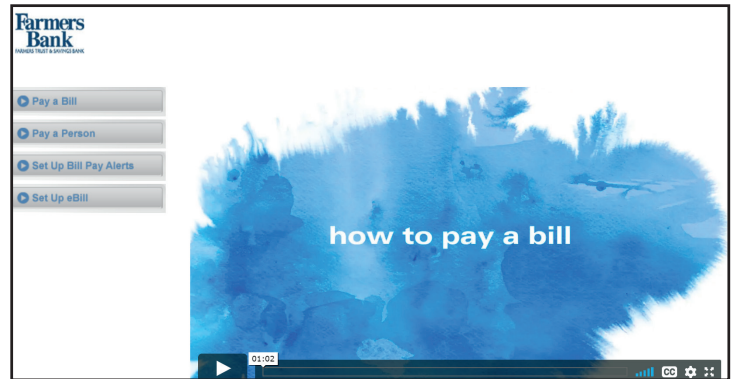 Farmers
Bank
FARMERS TRUST & SAVINGS BANK
Pay a Bill
Pay a Person
Set Up Bill Pay Alerts
Set Up eBill
how to pay a bill
01:02
CC